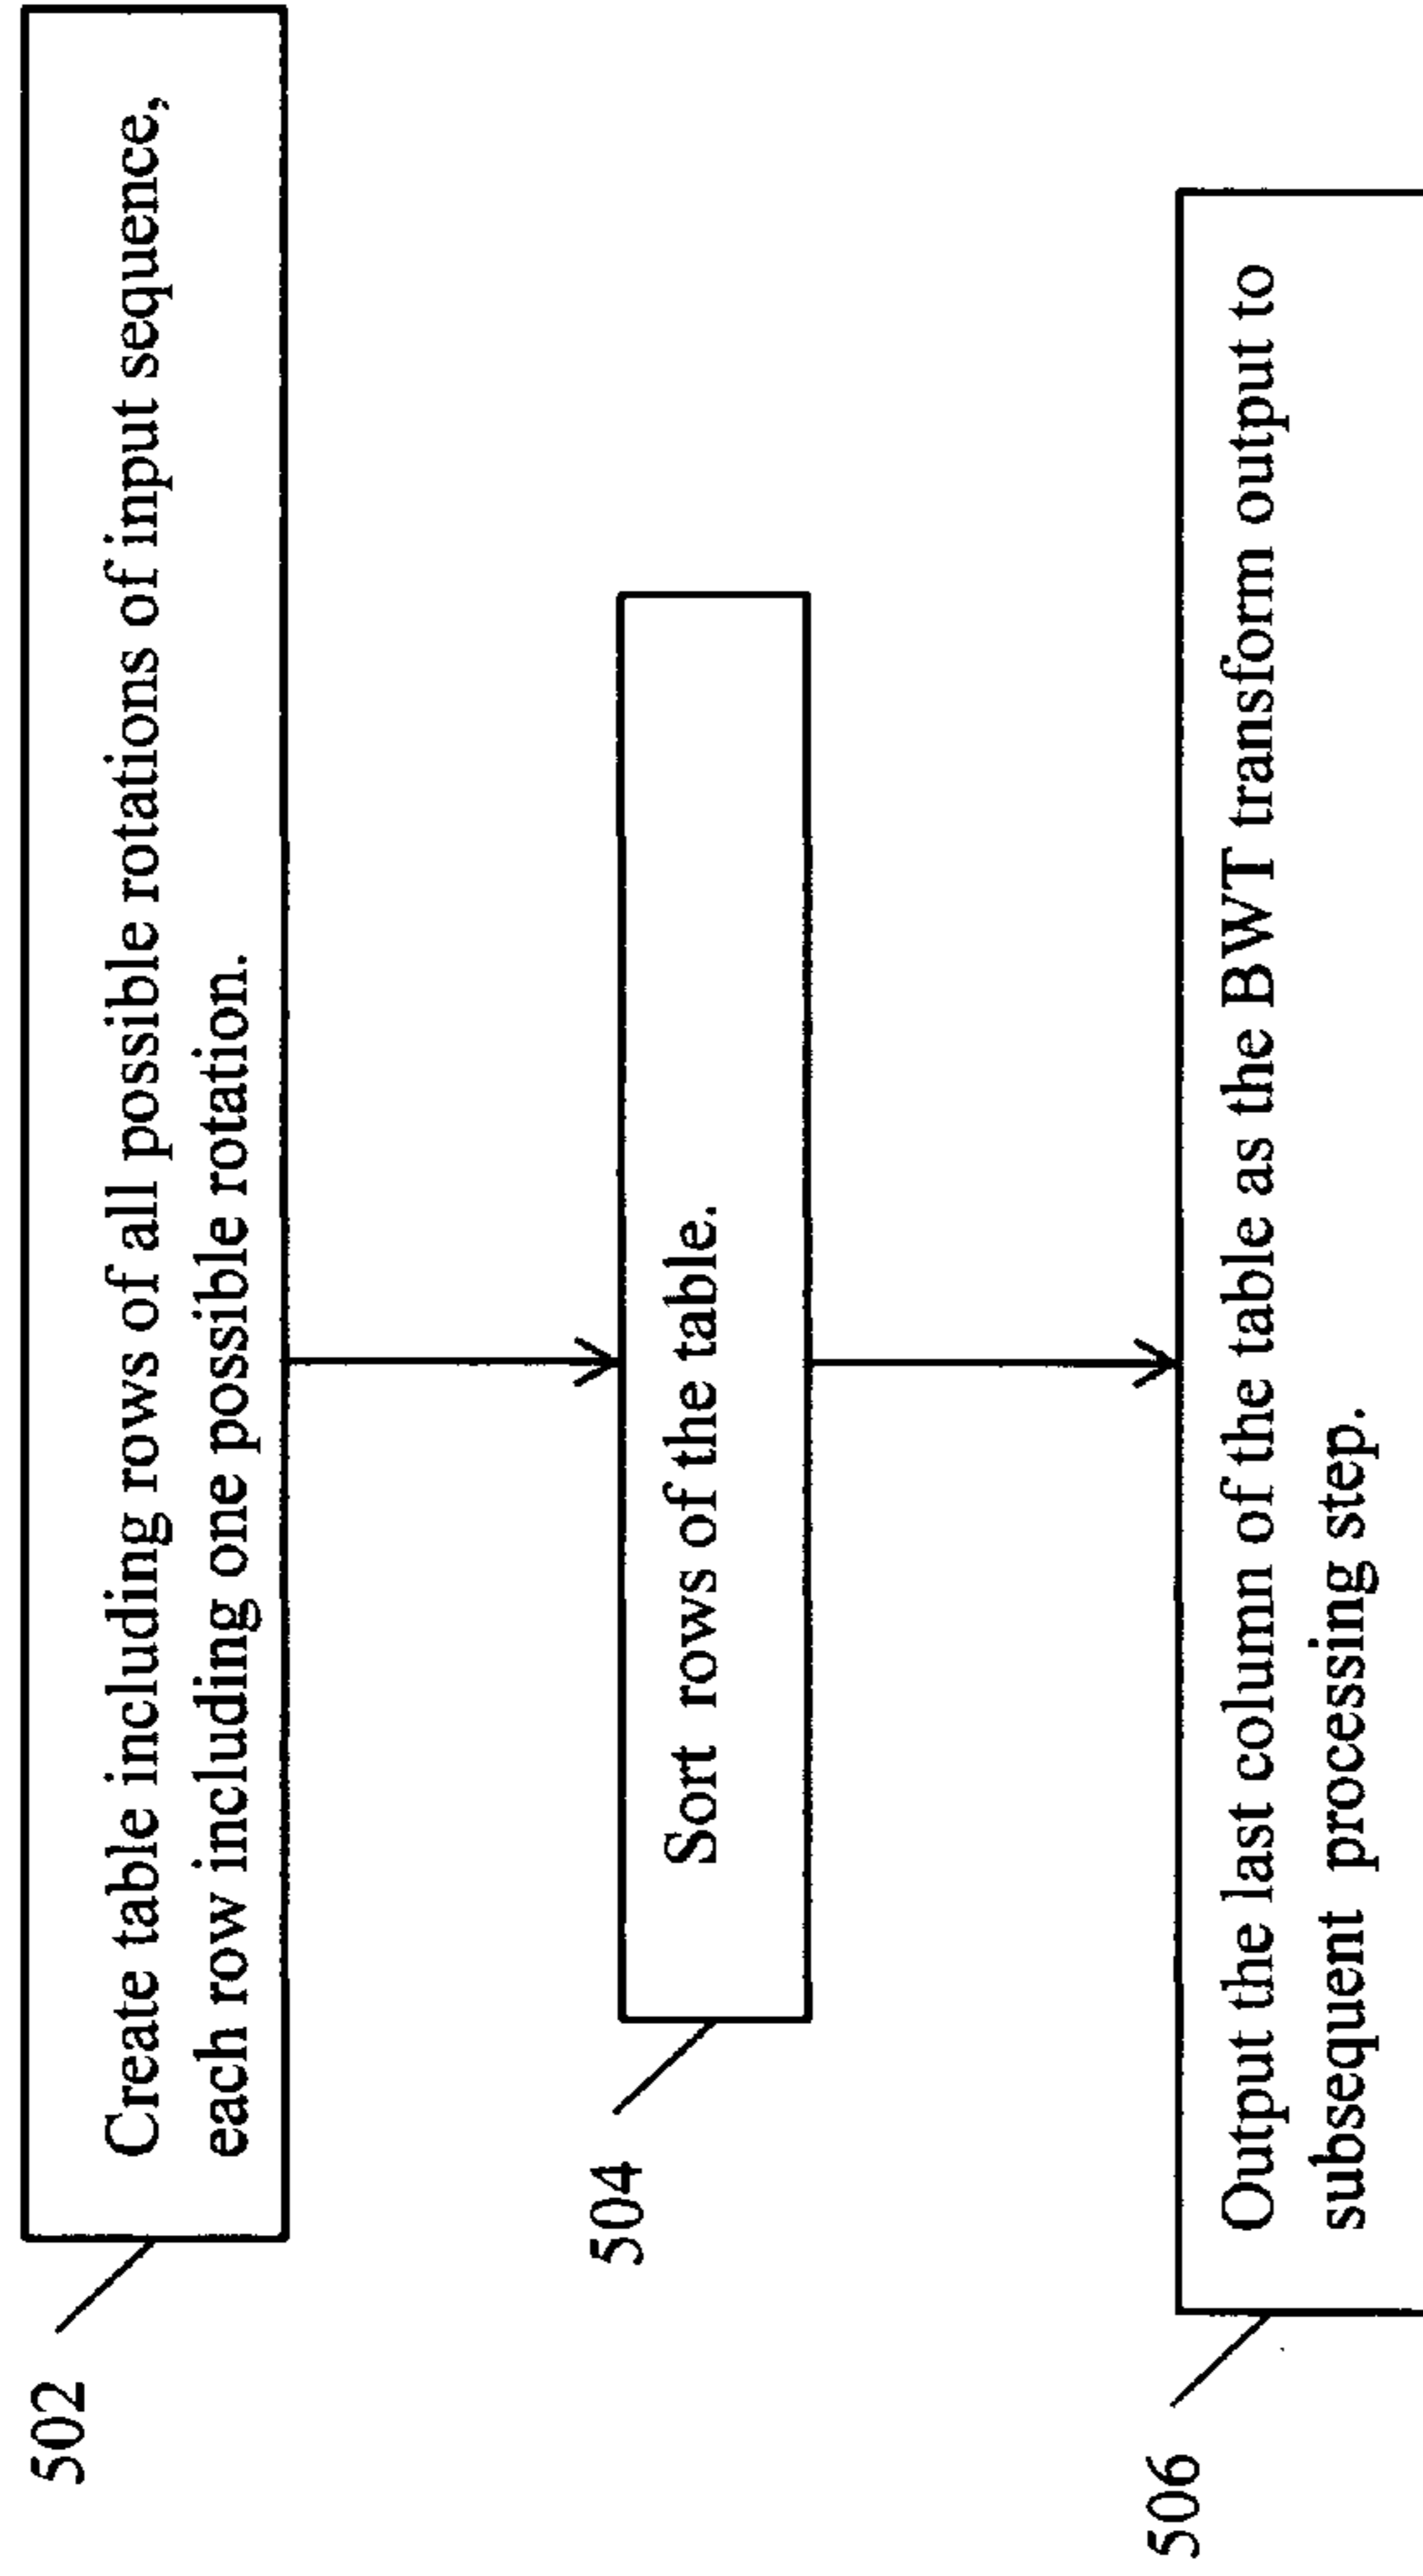 502
Create table including rows of all possible rotations of input sequence,
each row including one possible rotation.
504
Sort rows of the table.
506
Output the last column of the table as the BWT transform output to
subsequent processing step.